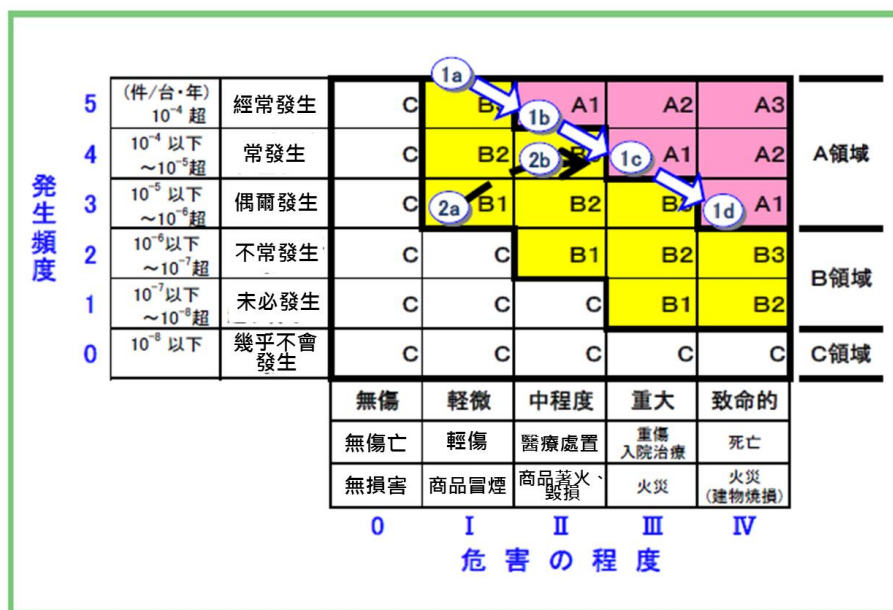 5 (件/台・年) 10⁻⁴ 超 經常發生 C B3 A1 A2 A3
1a
1b
4 10⁻⁴ 以下 ～10⁻⁵超 常發生 C B2 A1 A2
2b
1c
A領域
発生頻度
3 10⁻⁵ 以下 ～10⁻⁶超 偶爾發生 C B1 B2 B3 A1
2a
1d
2 10⁻⁶以下 ～10⁻⁷超 不常發生 C C B1 B2 B3
B領域
1 10⁻⁷以下 ～10⁻⁸超 未必發生 C C C B1 B2
0 10⁻⁸ 以下 幾乎不會發生 C C C C C
C領域
無傷 軽微 中程度 重大 致命的
無傷亡 輕傷 醫療處置 重傷 入院治療 死亡
無損害 商品冒煙 商品著火、毀損 火災 火災 (建物焼損)
0 I II III IV
危害の程度